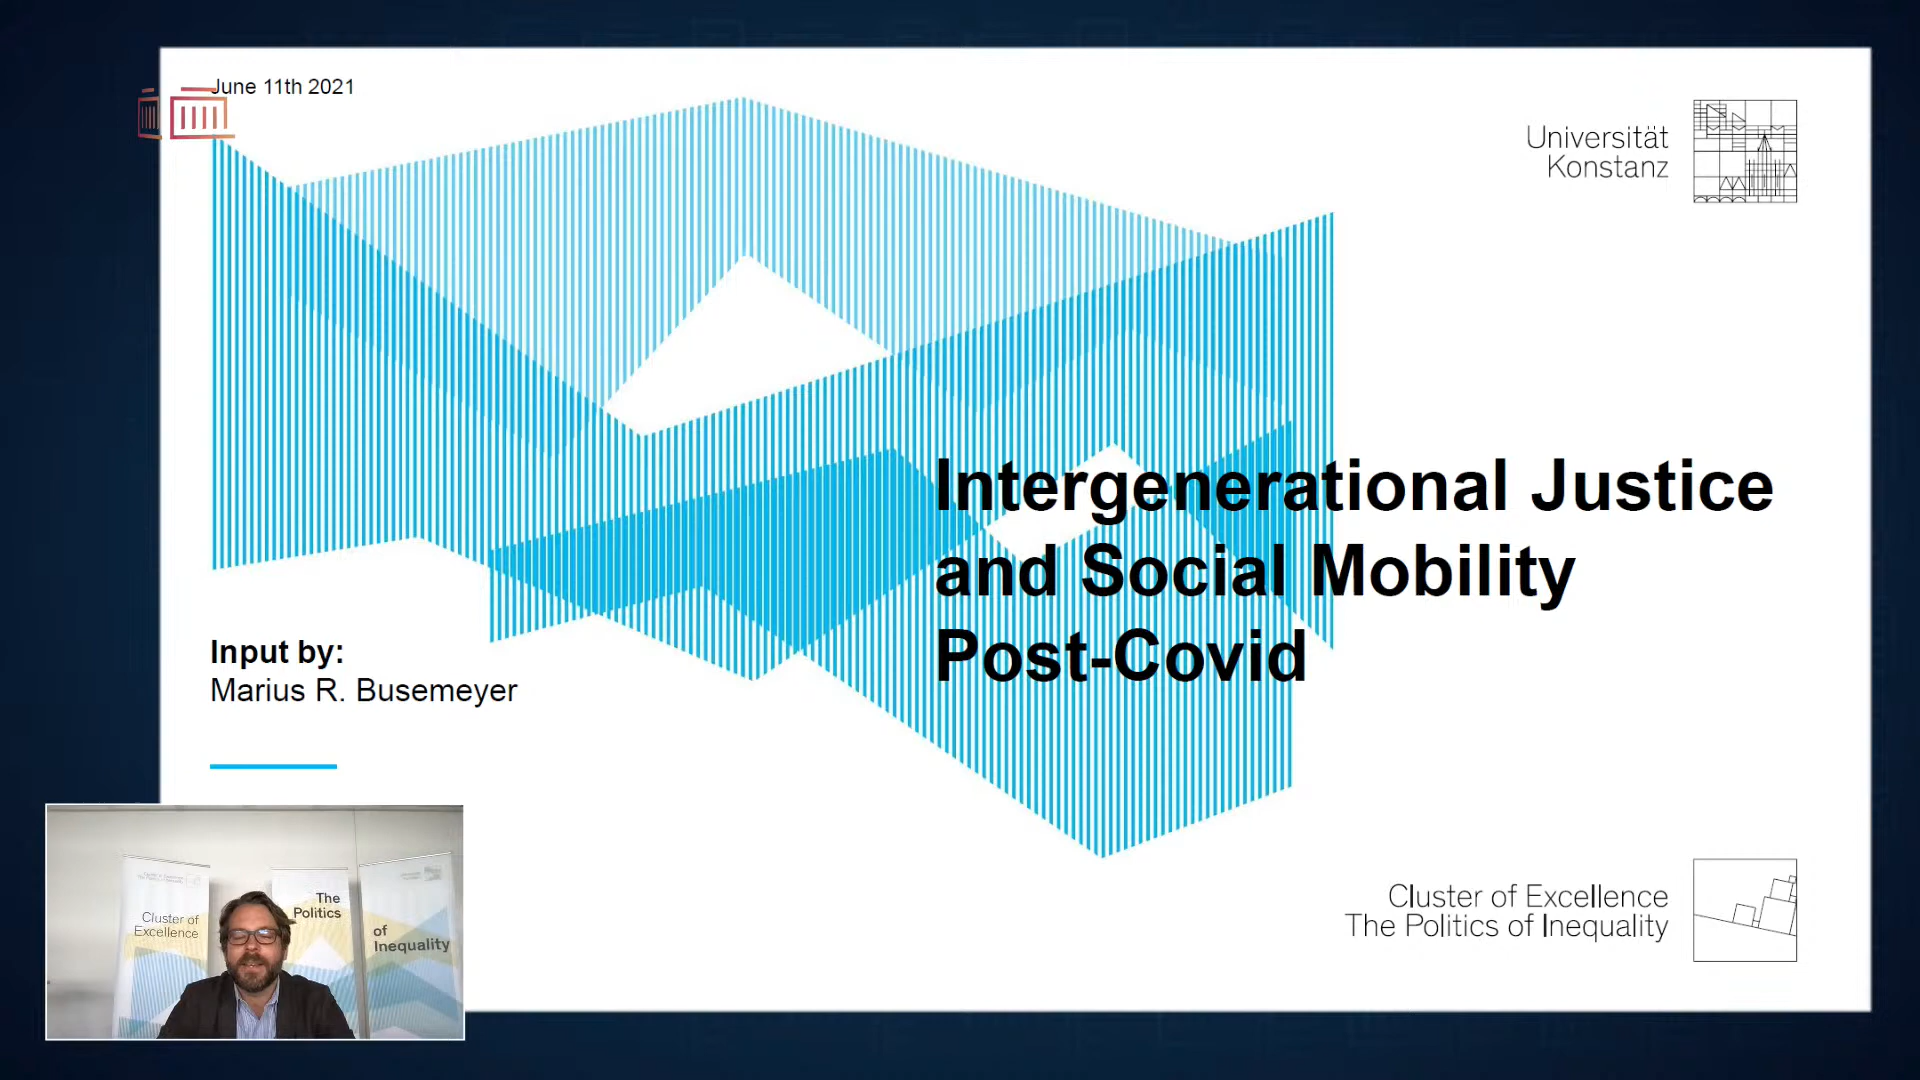 June 11th 2021
Universität
Konstanz
Intergenerational Justice
and Social Mobility
Post-Covid
Input by:
Marius R. Busemeyer
Cluster of Excellence
The Politics of Inequality
Cluster of
Excellence
The
Politics
of
Inequality